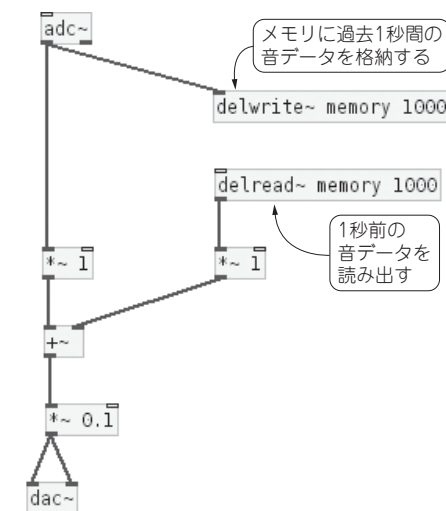 adc~
メモリに過去1秒間の
音データを格納する
delwrite~ memory 1000
delread~ memory 1000
1秒前の
音データを
読み出す
*~ 1
*~ 1
+~
*~ 0.1
dac~